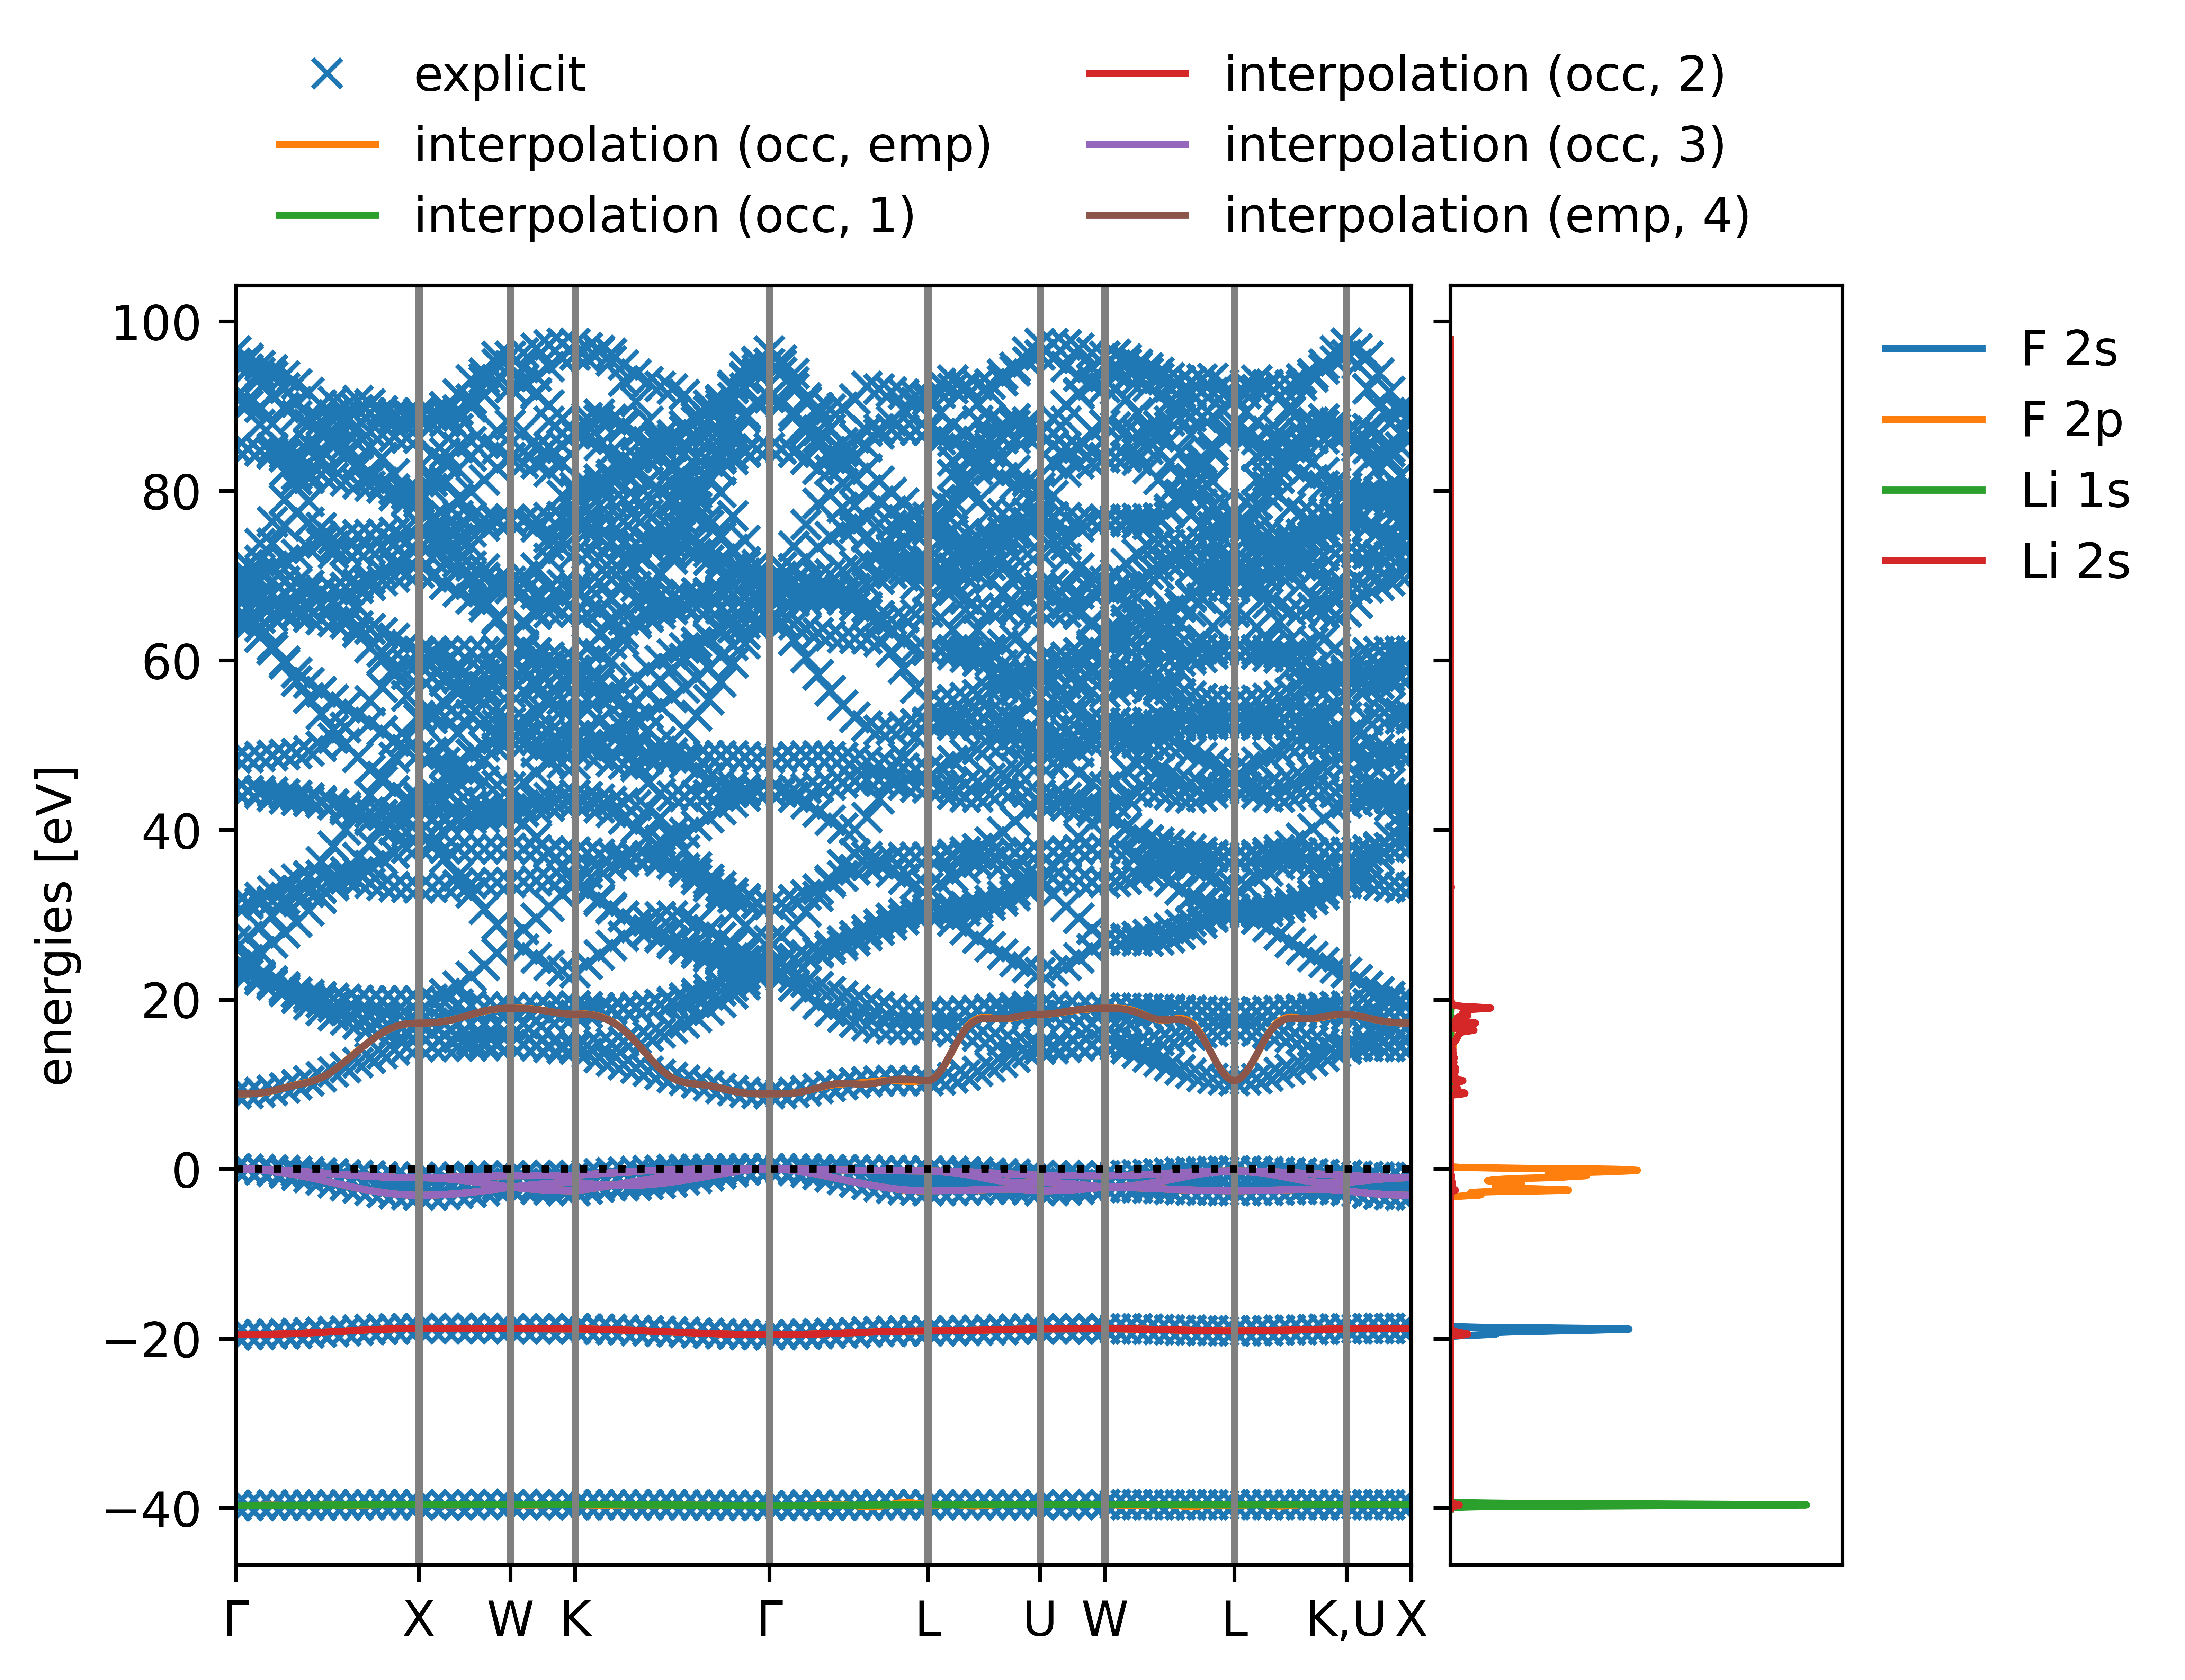 explicit
interpolation (occ, emp)
interpolation (occ, 1)
interpolation (occ, 2)
interpolation (occ, 3)
interpolation (emp, 4)
energies [eV]
100
80
60
40
20
0
−20
−40
Γ X W K Γ L U W L K,U X
F 2s
F 2p
Li 1s
Li 2s